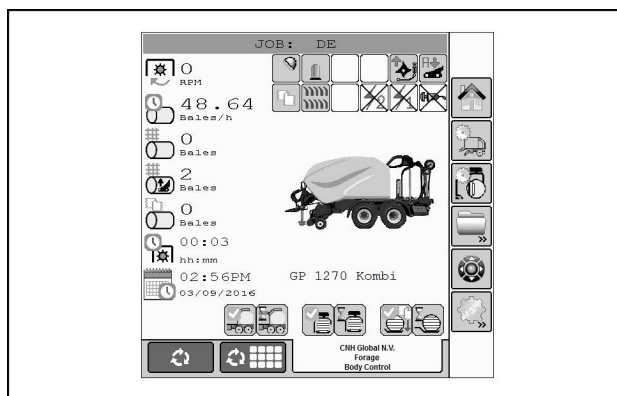 JOB: DE
0
RPM
48.64
Bales/h
0
Bales
2
Bales
0
Bales
00:03
hh:mm
02:56PM
03/09/2016
GP 1270 Kombi
CNH Global N.V.
Forage
Body Control